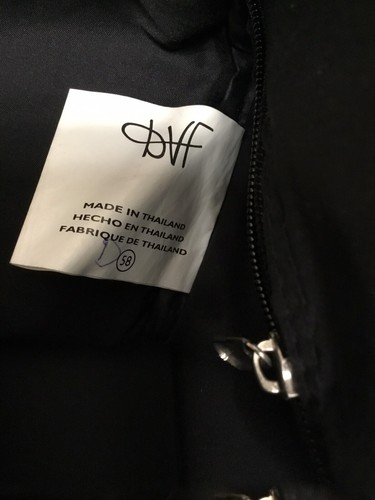 DVF
MADE IN THAILAND
HECHO EN THAILAND
FABRIQUE DE THAILAND
D 58